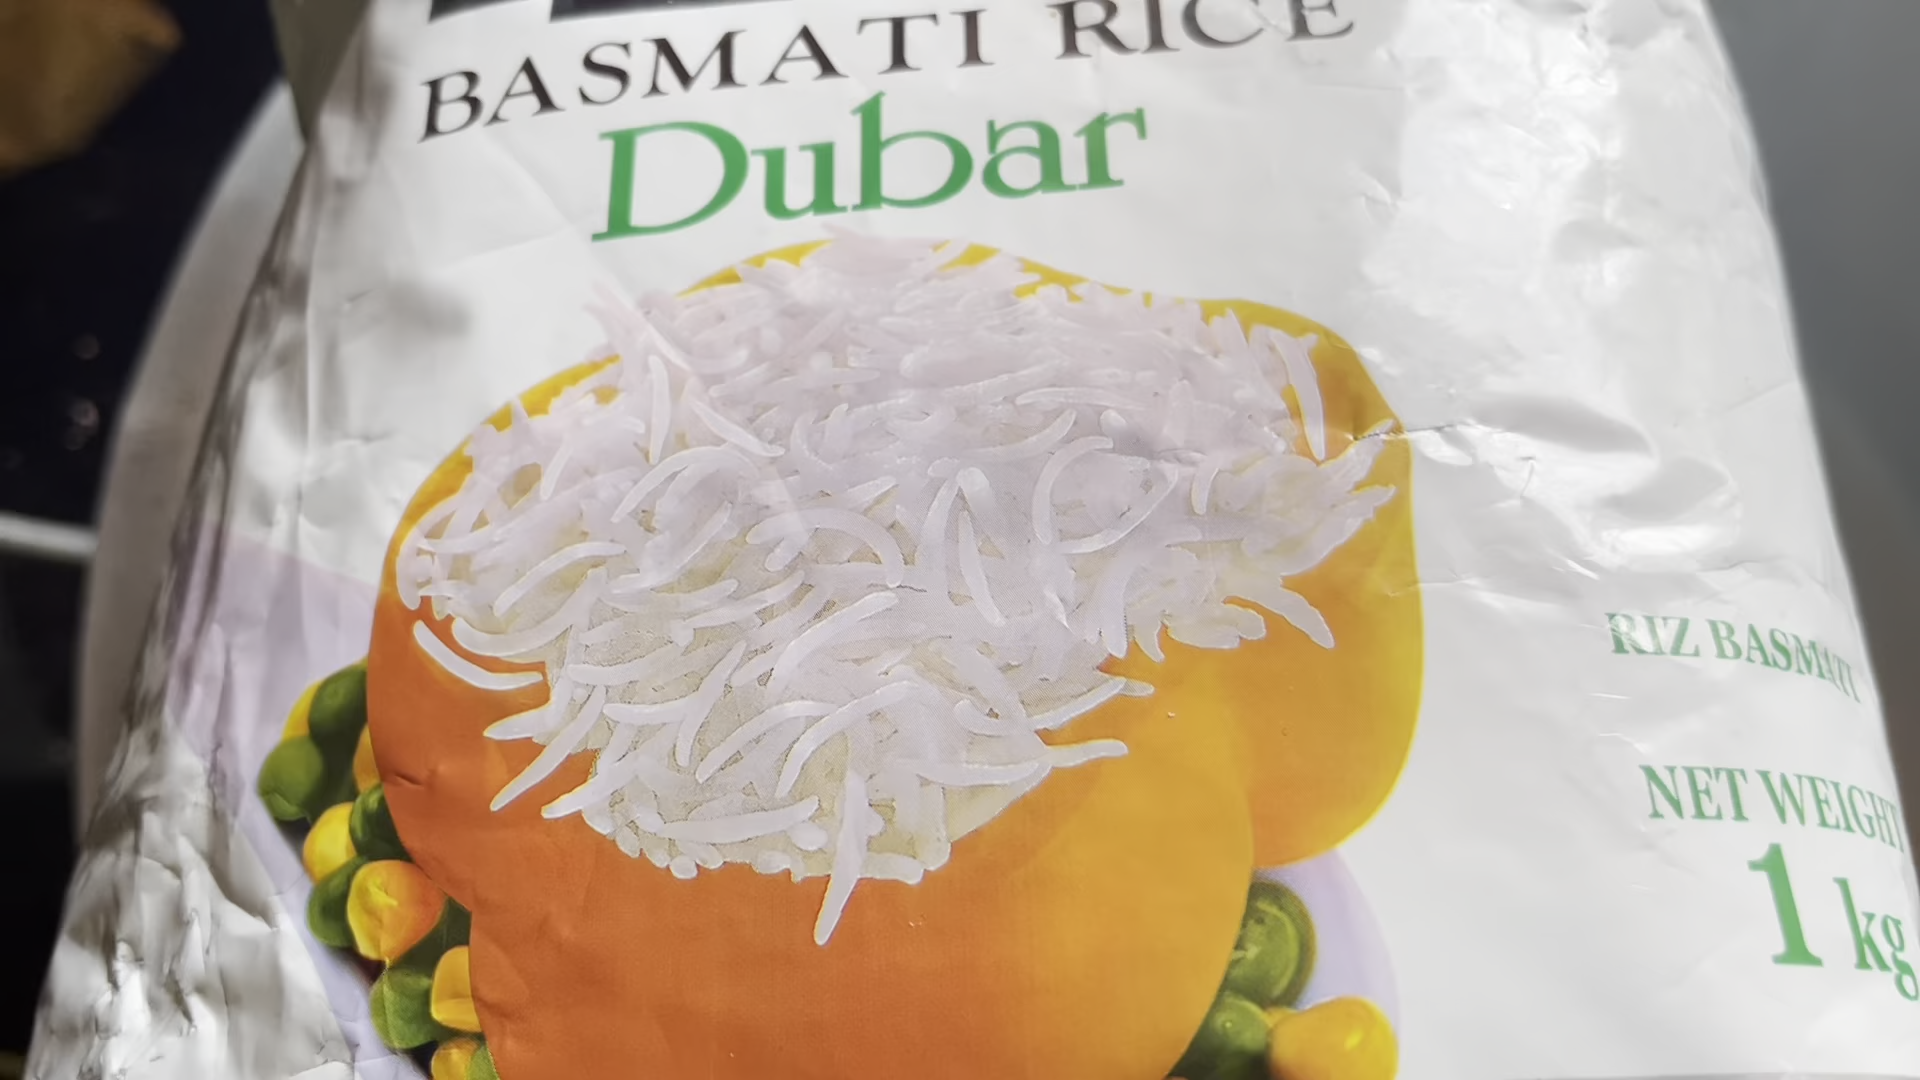 BASMATI RICE
Dubar
RIZ BASMATI
NET WEIGHT
1 kg